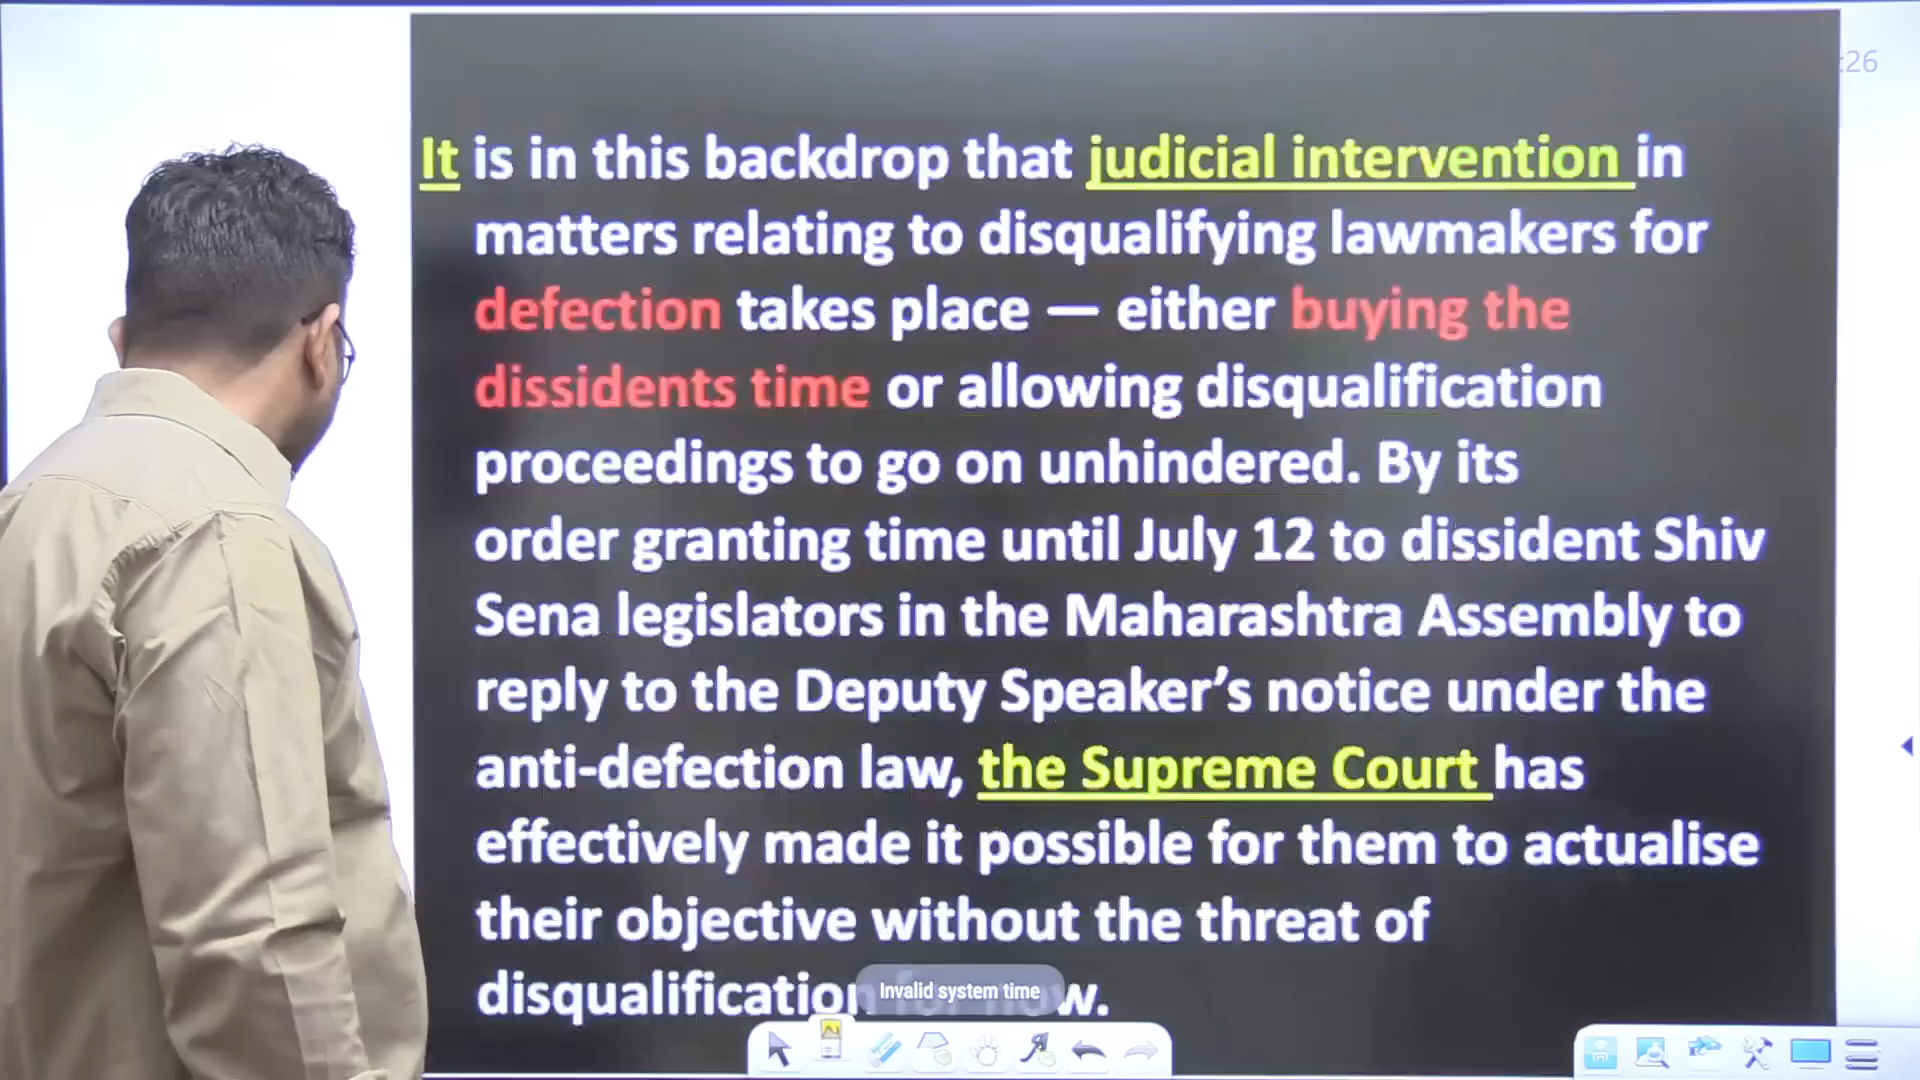 :26
It is in this backdrop that judicial intervention in
matters relating to disqualifying lawmakers for
defection takes place — either buying the
dissidents time or allowing disqualification
proceedings to go on unhindered. By its
order granting time until July 12 to dissident Shiv
Sena legislators in the Maharashtra Assembly to
reply to the Deputy Speaker’s notice under the
anti-defection law, the Supreme Court has
effectively made it possible for them to actualise
their objective without the threat of
disqualification for now.
Invalid system time